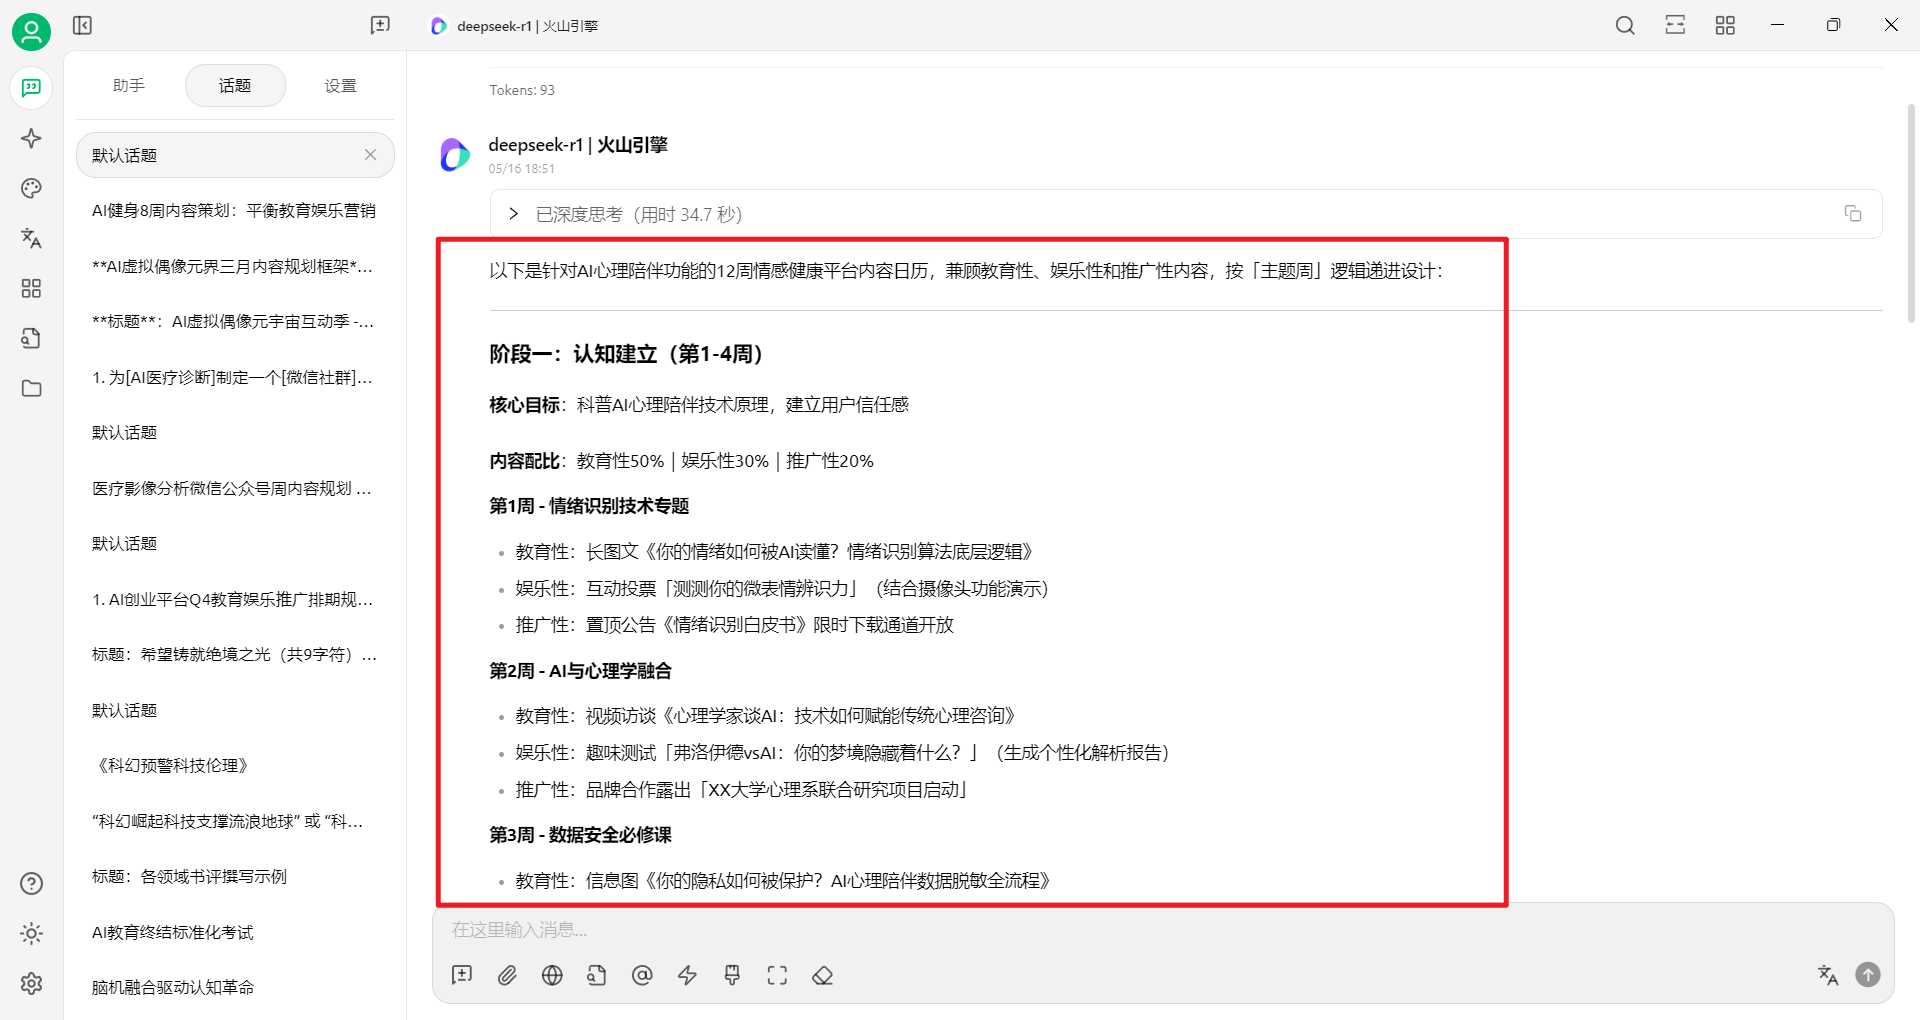 deepseek-r1 | 火山引擎
助手
话题
设置
默认话题
AI健身8周内容策划：平衡教育娱乐营销
**AI虚拟偶像元界三月内容规划框架*...
**标题**：AI虚拟偶像元宇宙互动季 -...
1. 为[AI医疗诊断]制定一个[微信社群]...
默认话题
医疗影像分析微信公众号周内容规划 ...
默认话题
1. AI创业平台Q4教育娱乐推广排期规...
标题：希望铸就绝境之光（共9字符）...
默认话题
《科幻预警科技伦理》
“科幻崛起科技支撑流浪地球” 或 “科...
标题：各领域书评撰写示例
AI教育终结标准化考试
脑机融合驱动认知革命
Tokens: 93
deepseek-r1 | 火山引擎
05/16 18:51
已深度思考（用时 34.7 秒）
以下是针对AI心理陪伴功能的12周情感健康平台内容日历，兼顾教育性、娱乐性和推广性内容，按「主题周」逻辑递进设计：
阶段一：认知建立（第1-4周）
核心目标：科普AI心理陪伴技术原理，建立用户信任感
内容配比：教育性50% | 娱乐性30% | 推广性20%
第1周 - 情绪识别技术专题
• 教育性：长图文《你的情绪如何被AI读懂？情绪识别算法底层逻辑》
• 娱乐性：互动投票「测测你的微表情辨识力」（结合摄像头功能演示）
• 推广性：置顶公告《情绪识别白皮书》限时下载通道开放
第2周 - AI与心理学融合
• 教育性：视频访谈《心理学家谈AI：技术如何赋能传统心理咨询》
• 娱乐性：趣味测试「弗洛伊德vsAI：你的梦境隐藏着什么？」（生成个性化解析报告）
• 推广性：品牌合作露出「XX大学心理系联合研究项目启动」
第3周 - 数据安全必修课
• 教育性：信息图《你的隐私如何被保护？AI心理陪伴数据脱敏全流程》
在这里输入消息...